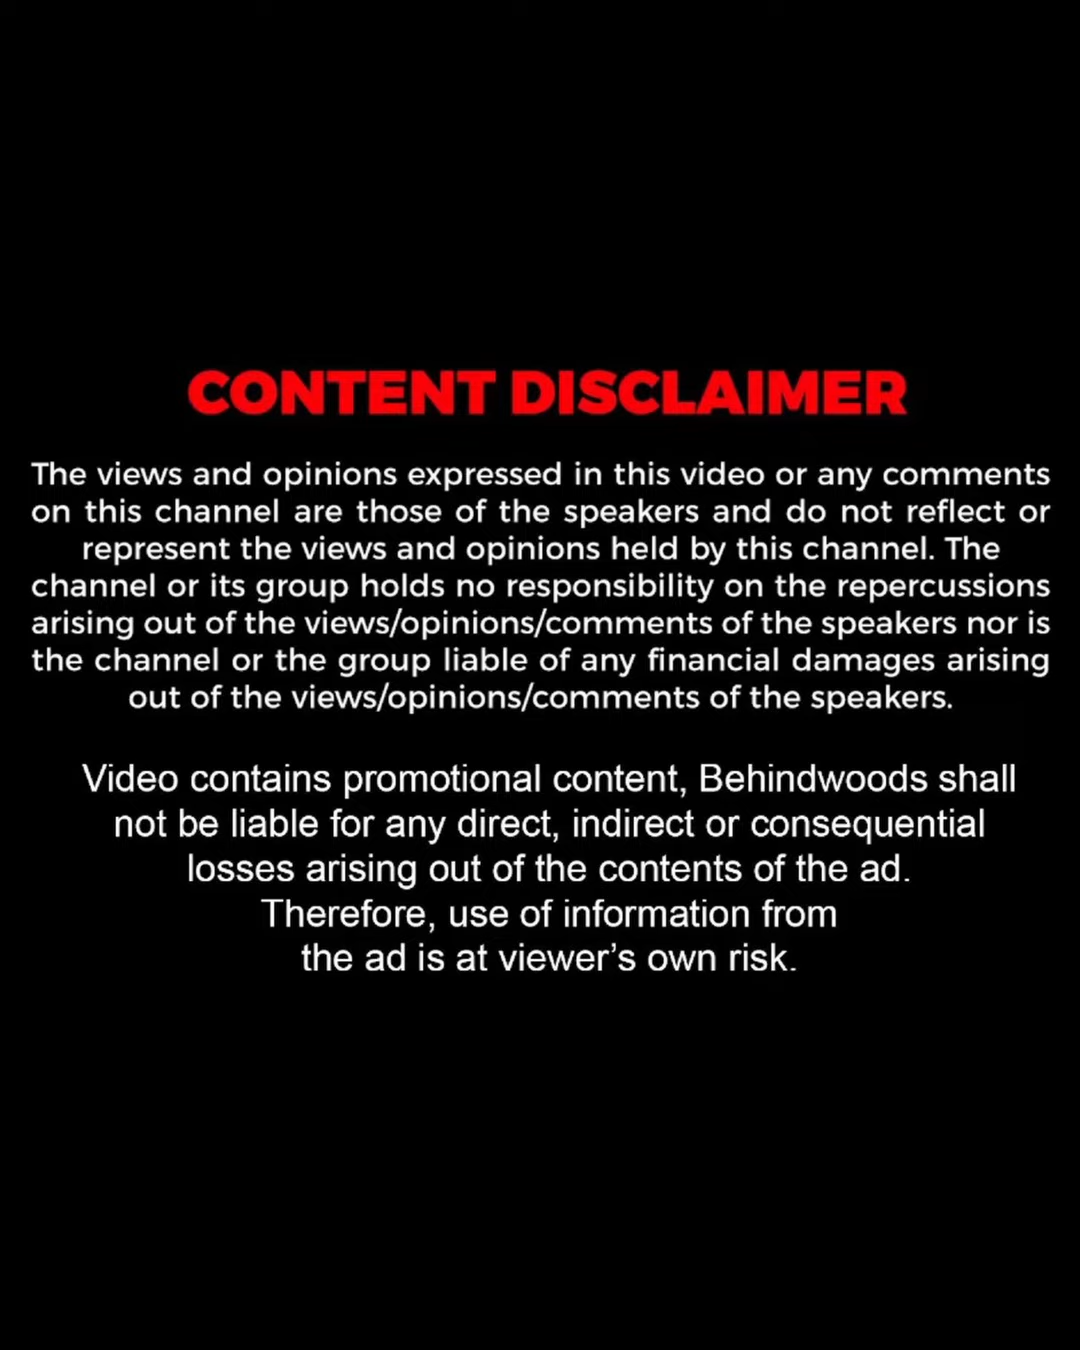 CONTENT DISCLAIMER
The views and opinions expressed in this video or any comments
on this channel are those of the speakers and do not reflect or
represent the views and opinions held by this channel. The
channel or its group holds no responsibility on the repercussions
arising out of the views/opinions/comments of the speakers nor is
the channel or the group liable of any financial damages arising
out of the views/opinions/comments of the speakers.
Video contains promotional content, Behindwoods shall
not be liable for any direct, indirect or consequential
losses arising out of the contents of the ad.
Therefore, use of information from
the ad is at viewer’s own risk.